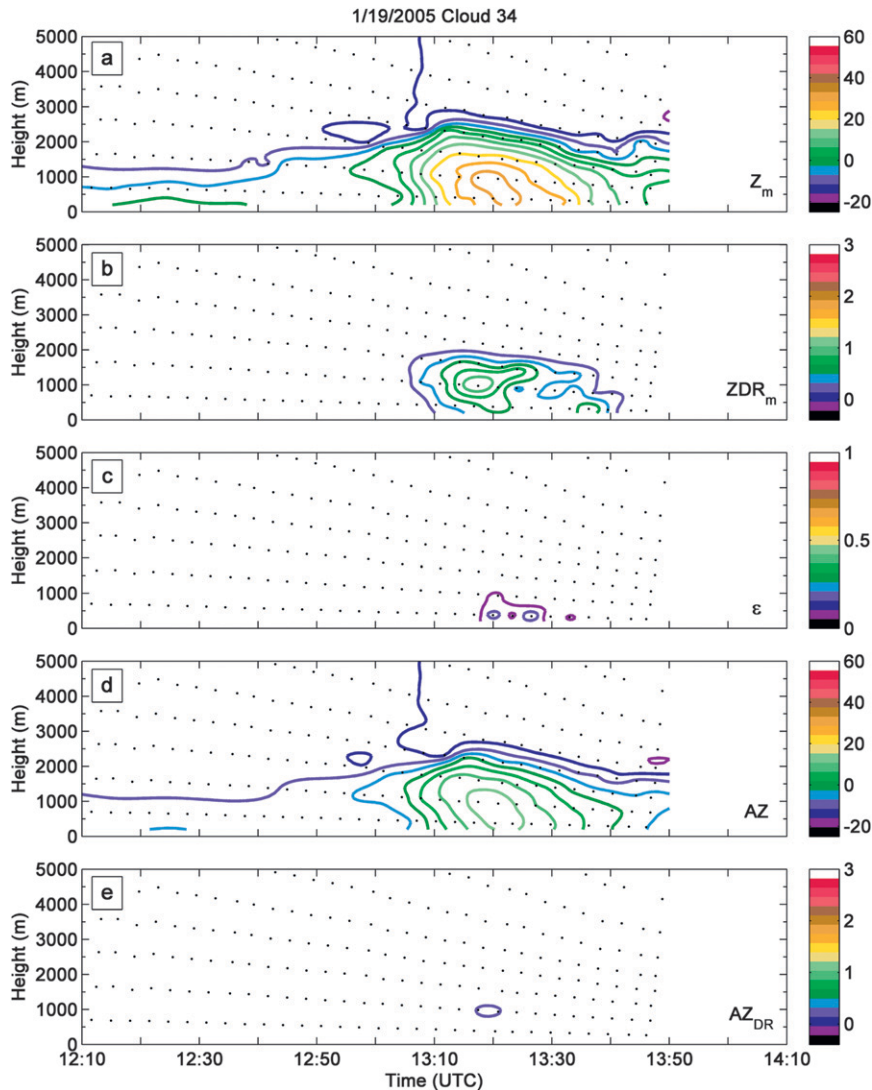 1/19/2005 Cloud 34
a
Height (m)
5000
4000
3000
2000
1000
0
Z_m
60
40
20
0
-20
b
Height (m)
5000
4000
3000
2000
1000
0
ZDR_m
3
2
1
0
c
Height (m)
5000
4000
3000
2000
1000
0
ε
1
0.5
0
d
Height (m)
5000
4000
3000
2000
1000
0
AZ
60
40
20
0
-20
e
Height (m)
5000
4000
3000
2000
1000
0
AZ_DR
3
2
1
0
12:10 12:30 12:50 13:10 13:30 13:50 14:10
Time (UTC)